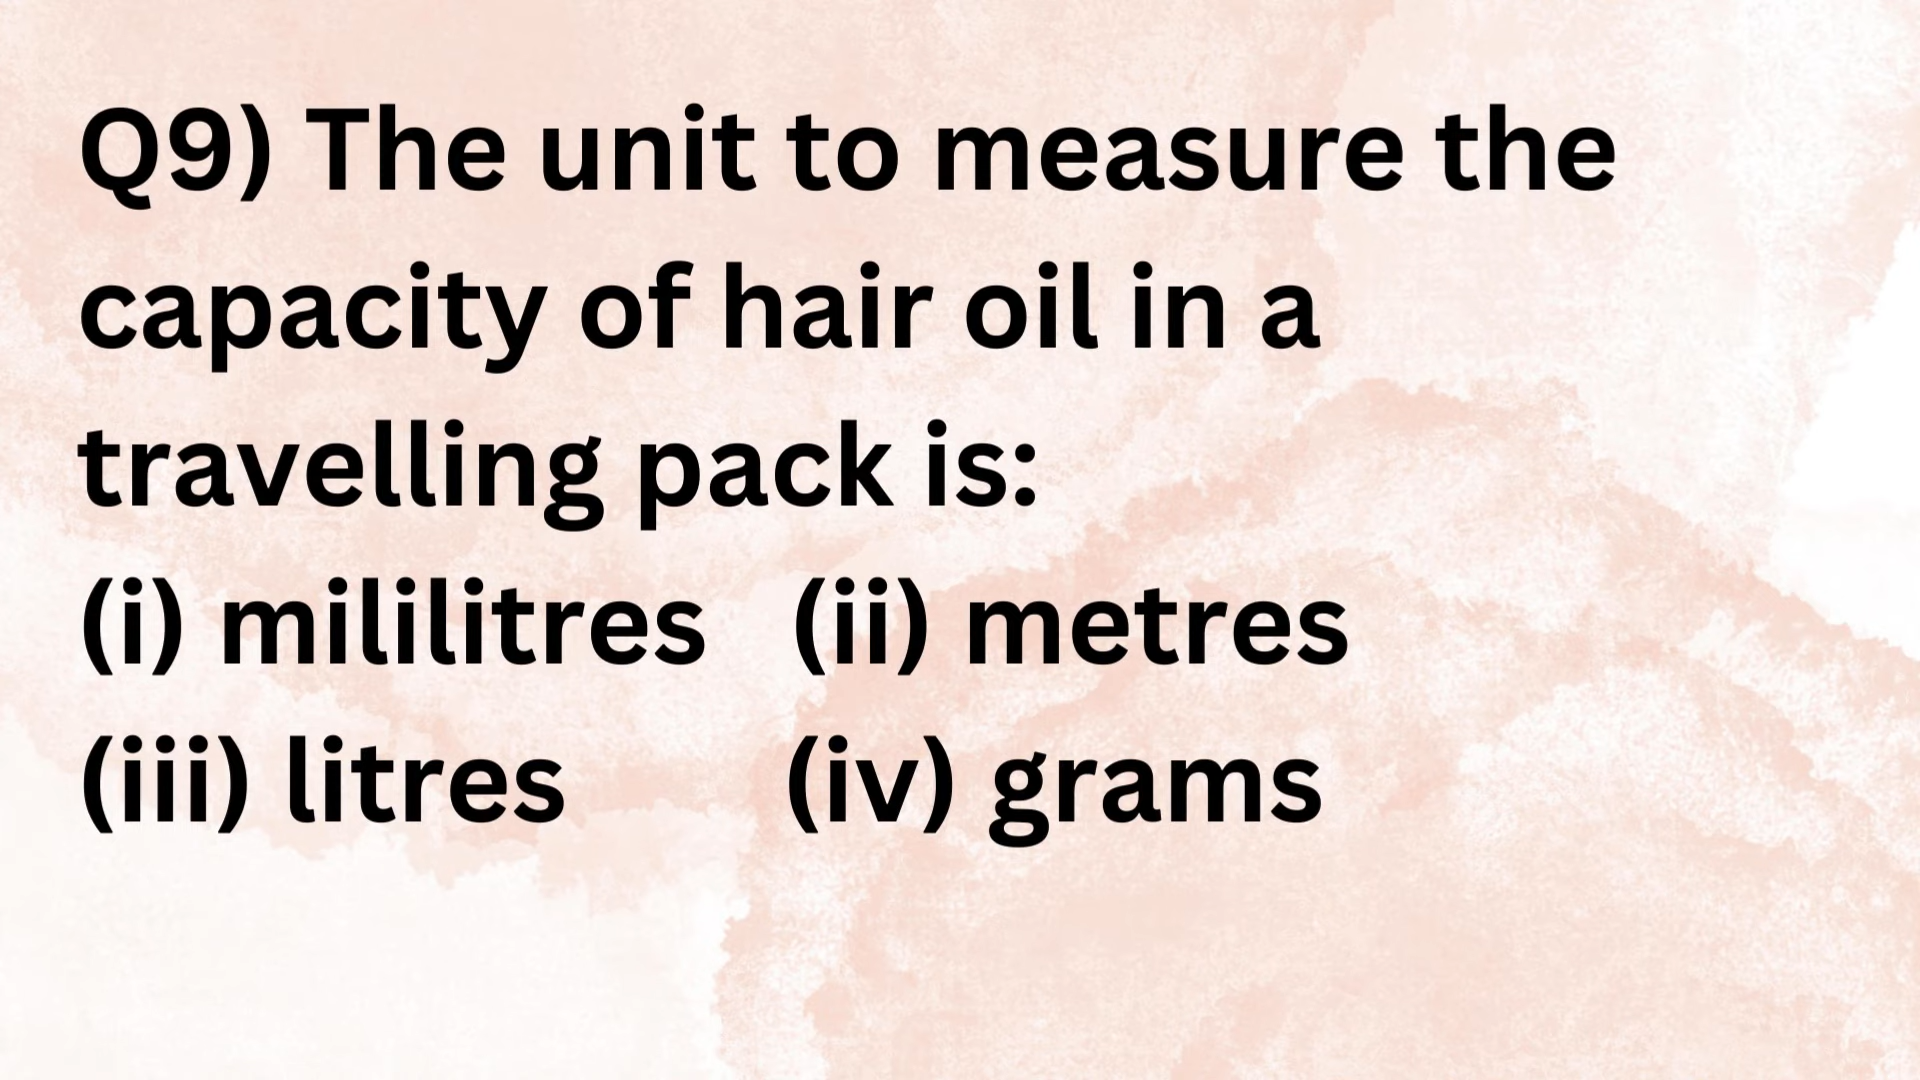 Q9) The unit to measure the
capacity of hair oil in a
travelling pack is:
(i) mililitres (ii) metres
(iii) litres (iv) grams